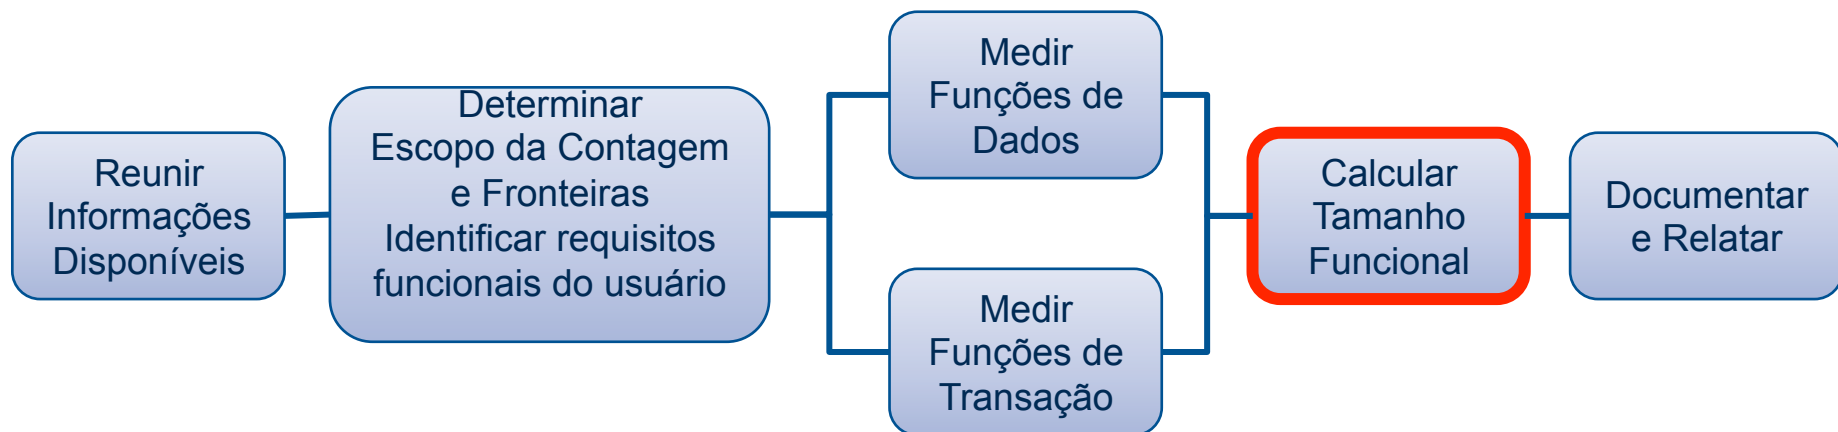 Reunir
Informações
Disponíveis
Determinar
Escopo da Contagem
e Fronteiras
Identificar requisitos
funcionais do usuário
Medir
Funções de
Dados
Medir
Funções de
Transação
Calcular
Tamanho
Funcional
Documentar
e Relatar